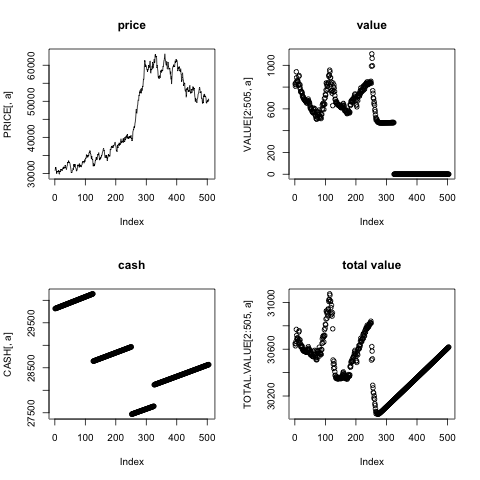 price
PRICE[, a]
30000 40000 50000 60000
0 100 200 300 400 500
Index
value
VALUE[2:505, a]
0 200 600 1000
0 100 200 300 400 500
Index
cash
CASH[, a]
27500 28500 29500
0 100 200 300 400 500
Index
total value
TOTAL.VALUE[2:505, a]
30200 30600 31000
0 100 200 300 400 500
Index